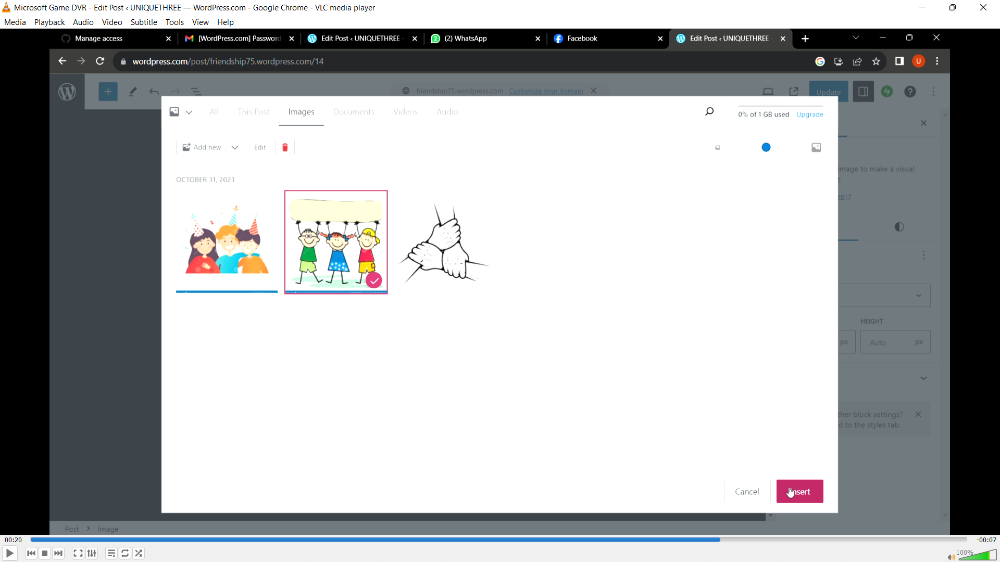 Microsoft Game DVR - Edit Post ‹ UNIQUETHREE — WordPress.com - Google Chrome - VLC media player
Media Playback Audio Video Subtitle Tools View Help
Manage access [WordPress.com] Password Edit Post ‹ UNIQUETHREE - (2) WhatsApp Facebook Edit Post ‹ UNIQUETHREE -
wordpress.com/post/friendship75.wordpress.com/14 U
friendship75.wordpress.com Customize your domain Update
All This Post Images Documents Videos Audio 0% of 1 GB used Upgrade
Add new Edit
image to make a visual
OCTOBER 31, 2023
HEIGHT
px Auto px
ther block settings?
d to the styles tab.
Cancel Insert
Post Image
00:20 -00:07
100%